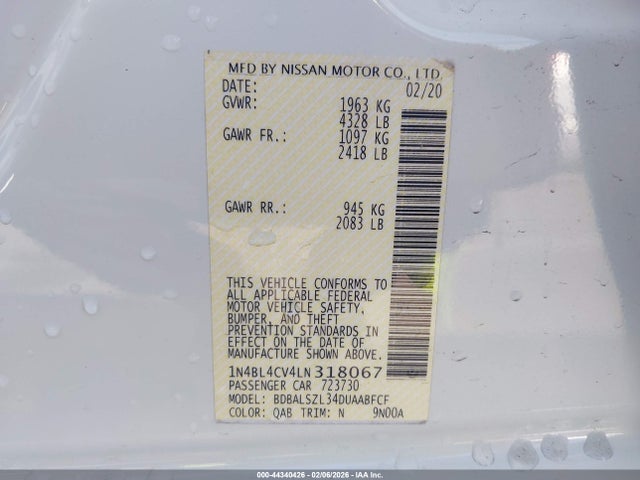 MFD BY NISSAN MOTOR CO., LTD.
DATE: 02/20
GVWR: 1963 KG
4328 LB
GAWR FR.: 1097 KG
2418 LB
GAWR RR.: 945 KG
2083 LB
THIS VEHICLE CONFORMS TO
ALL APPLICABLE FEDERAL
MOTOR VEHICLE SAFETY,
BUMPER, AND THEFT
PREVENTION STANDARDS IN
EFFECT ON THE DATE OF
MANUFACTURE SHOWN ABOVE.
1N4BL4CV4LN318067
PASSENGER CAR 723730
MODEL: BDBALSZL34DUAABFCF
COLOR: QAB TRIM: N 9N00A
000-44340426 - 02/06/2026 - IAA Inc.